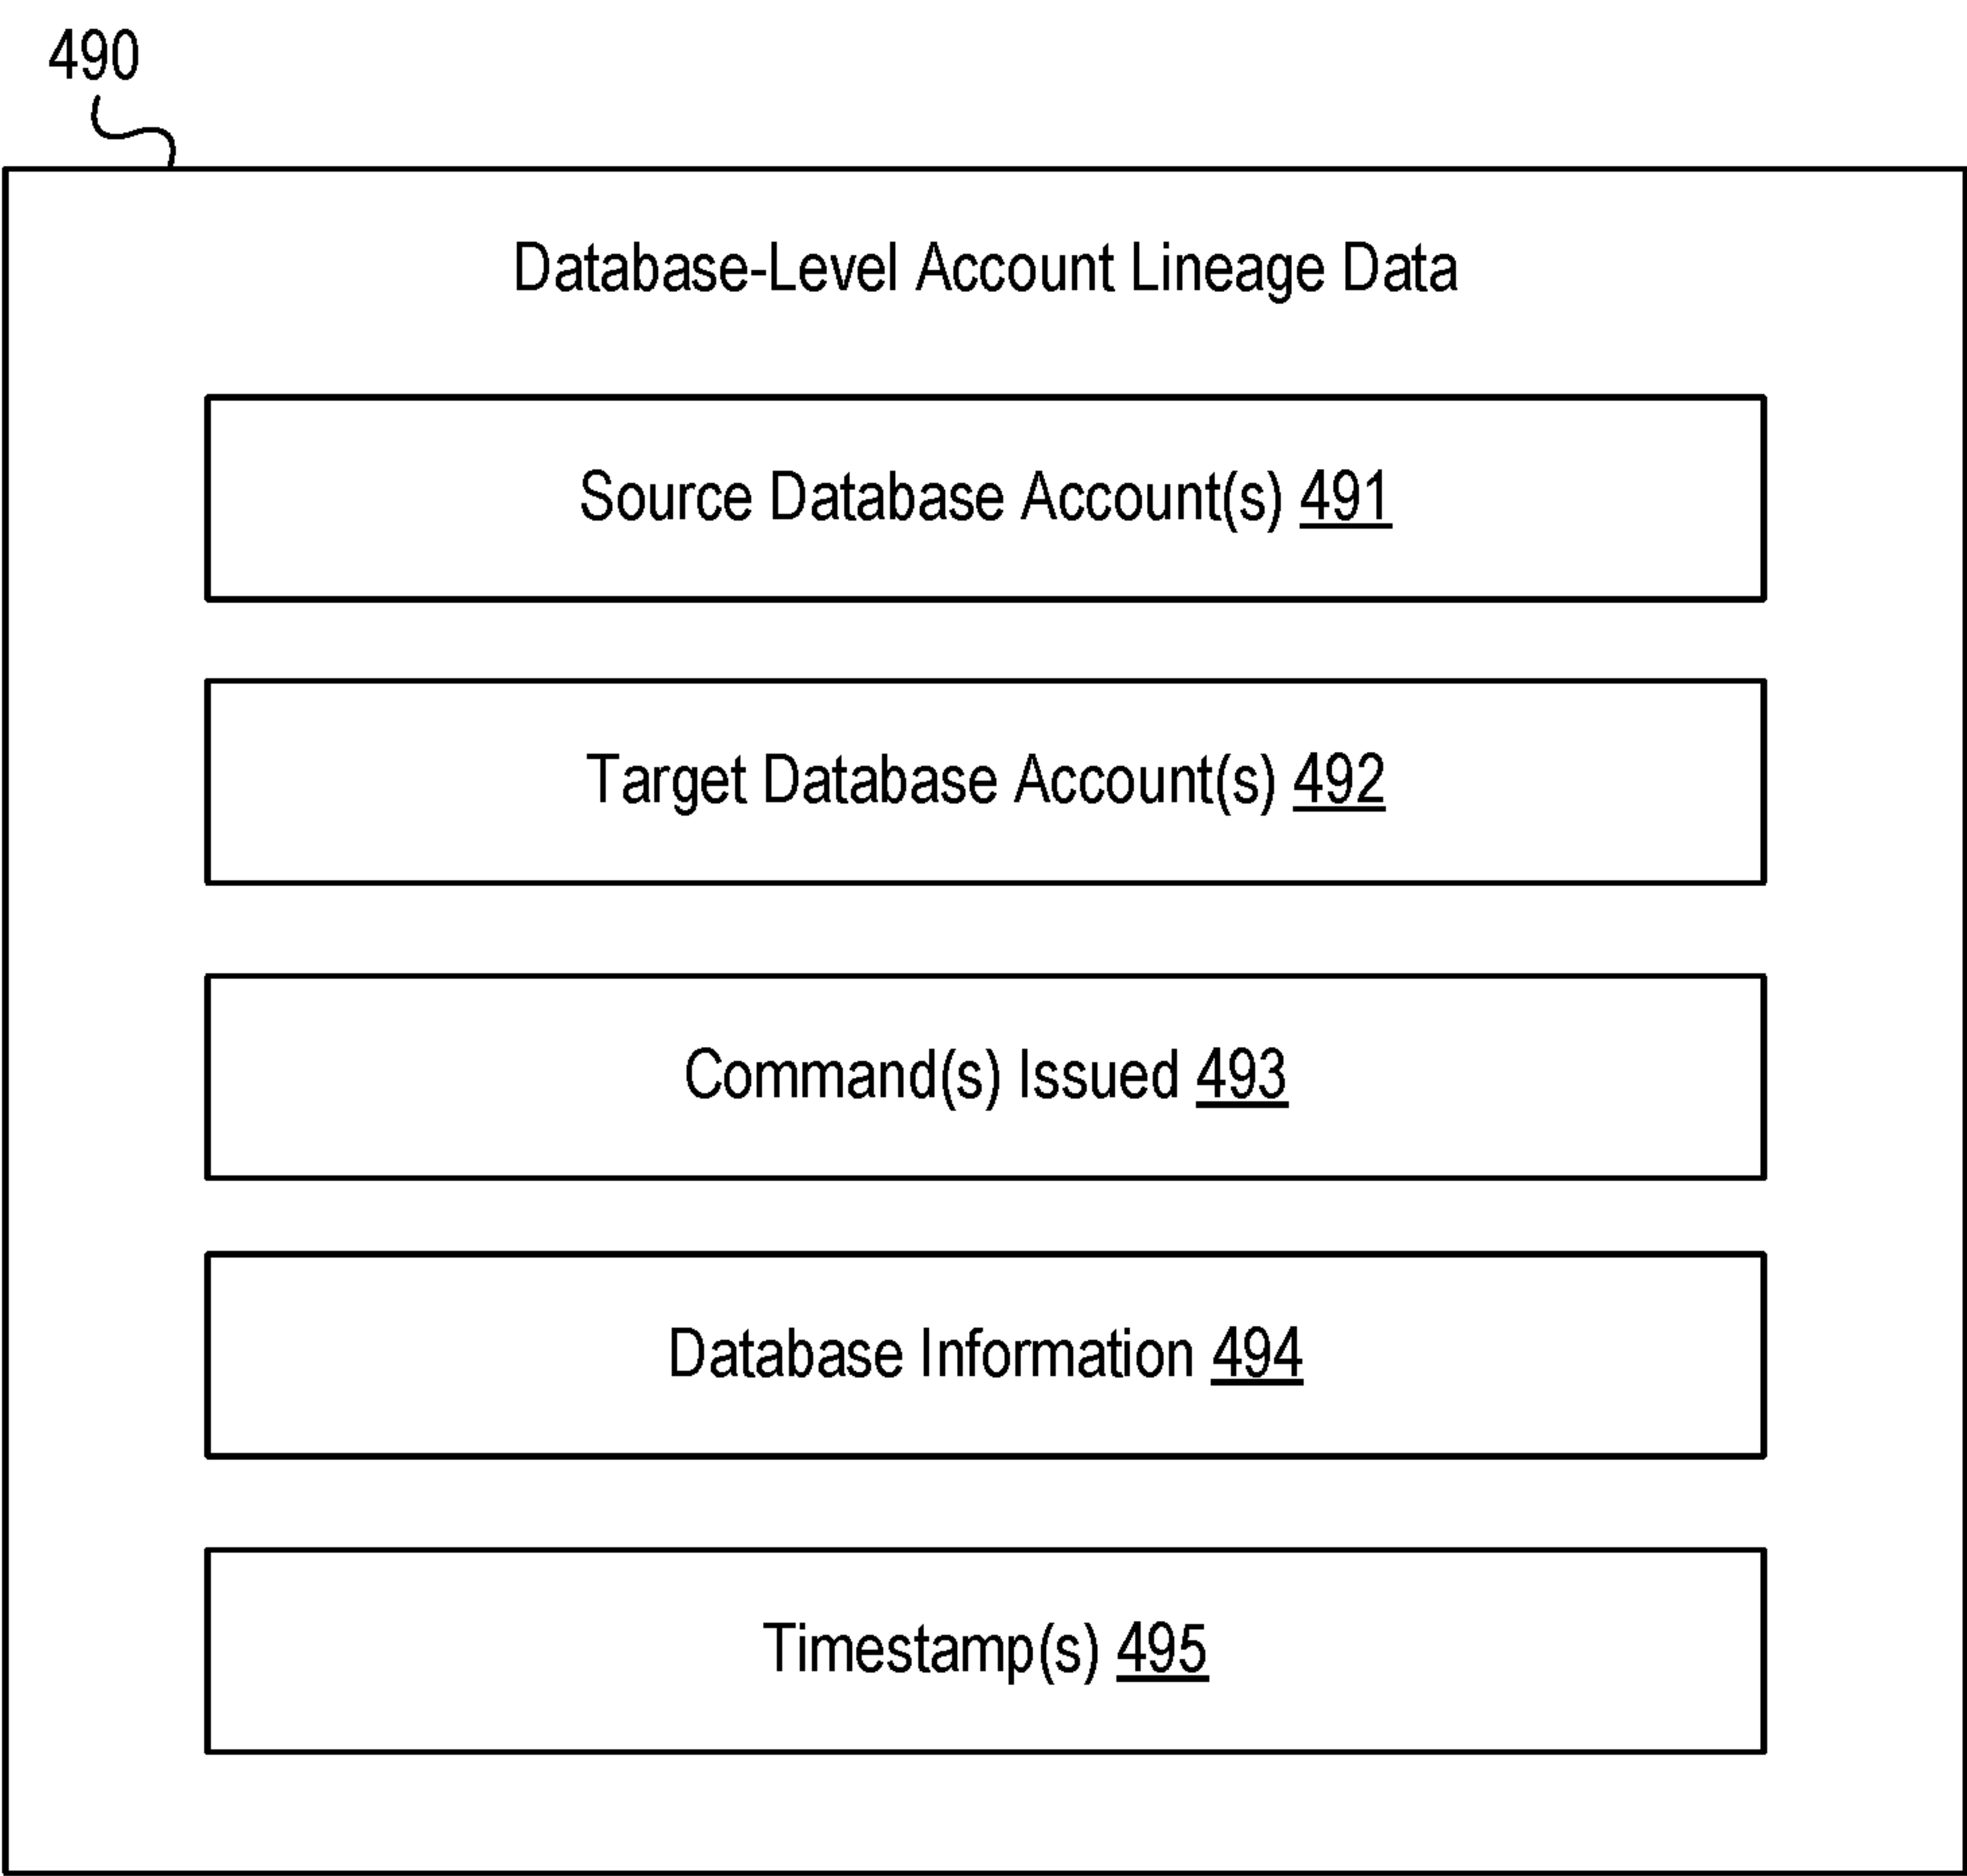 490
Database-Level Account Lineage Data
Source Database Account(s) 491
Target Database Account(s) 492
Command(s) Issued 493
Database Information 494
Timestamp(s) 495